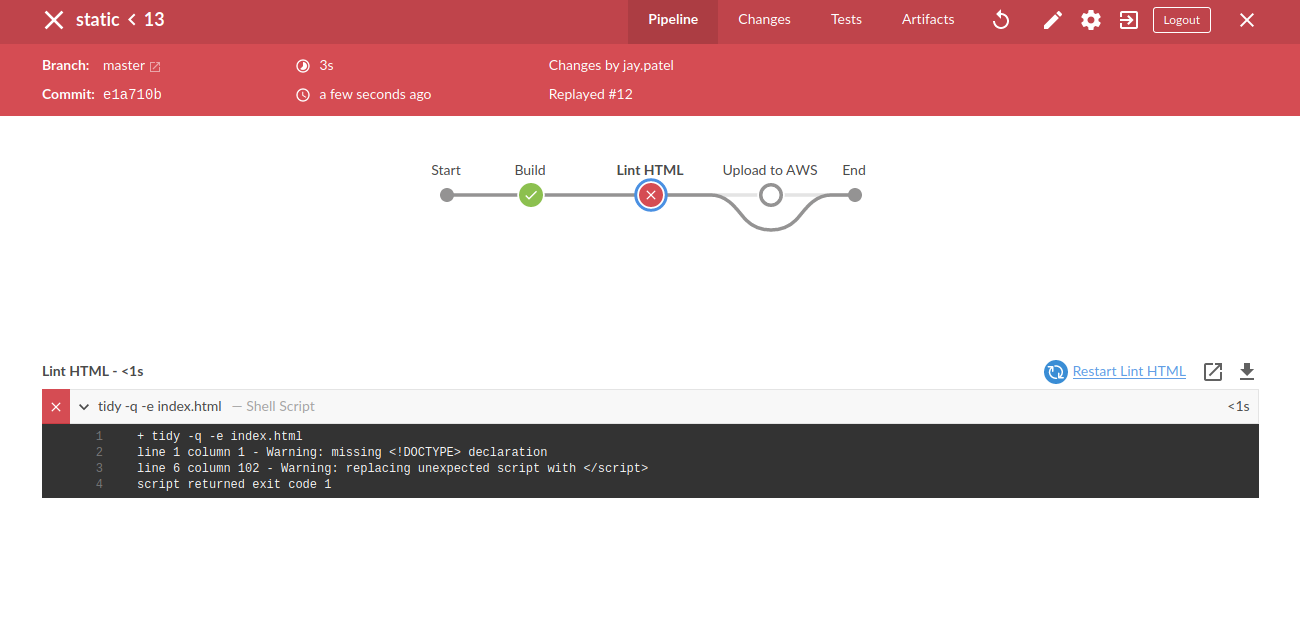 static < 13
Pipeline
Changes
Tests
Artifacts
Logout
Branch: master
3s
Changes by jay.patel
Commit: e1a710b
a few seconds ago
Replayed #12
Start
Build
Lint HTML
Upload to AWS
End
Lint HTML - <1s
Restart Lint HTML
tidy -q -e index.html — Shell Script
<1s
1 + tidy -q -e index.html
2 line 1 column 1 - Warning: missing <!DOCTYPE> declaration
3 line 6 column 102 - Warning: replacing unexpected script with </script>
4 script returned exit code 1